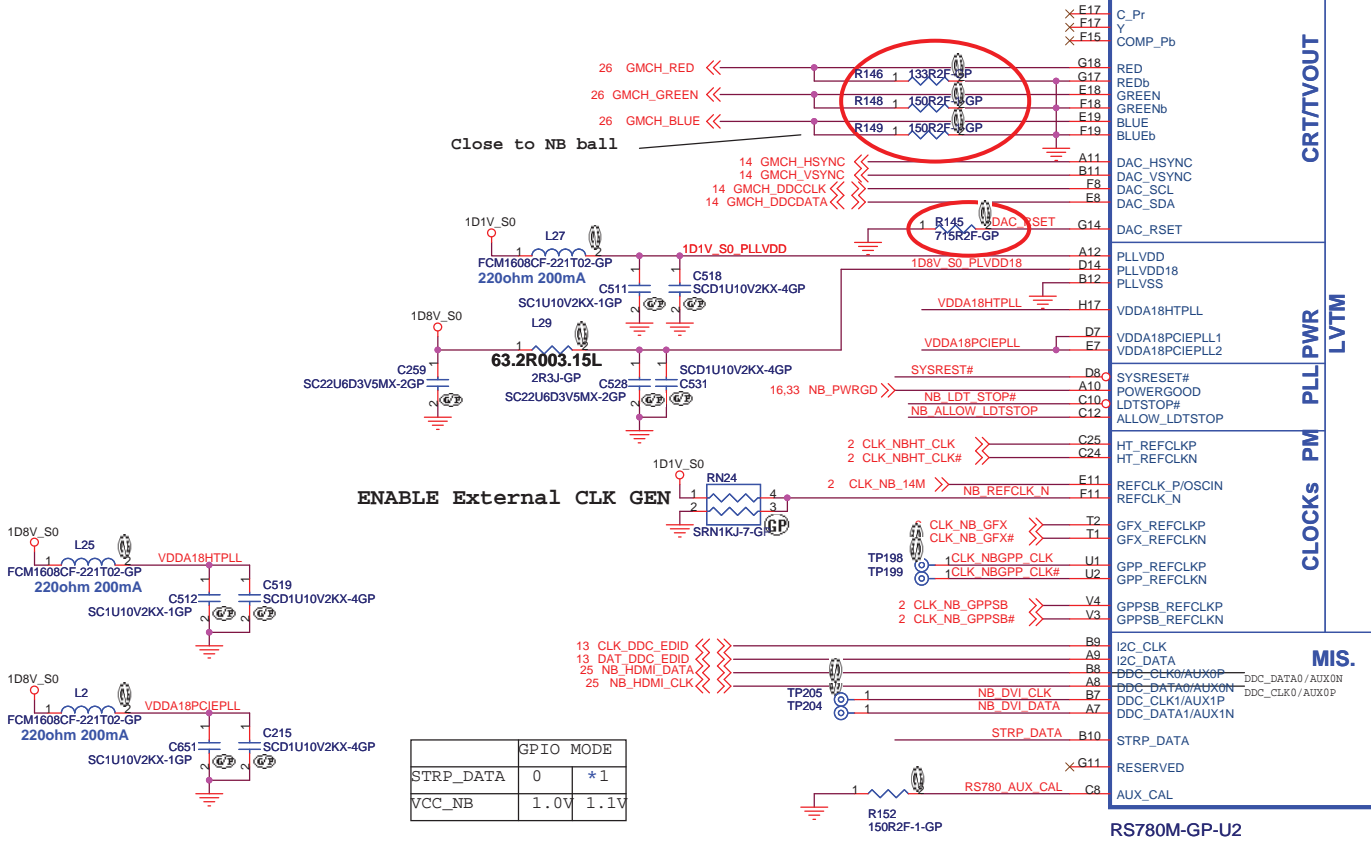 E17 C_Pr
F17 Y
F15 COMP_Pb
26 GMCH_RED
G18 RED
R146 1 133R2F-GP 2
G17 REDb
26 GMCH_GREEN
E18 GREEN
R148 1 150R2F-1-GP 2
F18 GREENb
26 GMCH_BLUE
E19 BLUE
R149 1 150R2F-1-GP 2
F19 BLUEb
Close to NB ball
CRT/TVOUT
14 GMCH_HSYNC
A11 DAC_HSYNC
14 GMCH_VSYNC
B11 DAC_VSYNC
14 GMCH_DDCCLK
F8 DAC_SCL
14 GMCH_DDCDATA
E8 DAC_SDA
1 R145 2 DAC_RSET
715R2F-GP
G14 DAC_RSET
1D1V_S0
L27
1 2
FCM1608CF-221T02-GP
220ohm 200mA
1D1V_S0_PLLVDD
A12 PLLVDD
1D8V_S0_PLVDD18
D14 PLLVDD18
B12 PLLVSS
C511
SC1U10V2KX-1GP
C518
SCD1U10V2KX-4GP
VDDA18HTPLL
H17 VDDA18HTPLL
1D8V_S0
L29
1 2
63.2R003.15L
2R3J-GP
C259
SC22U6D3V5MX-2GP
C528
SC22U6D3V5MX-2GP
SCD1U10V2KX-4GP
C531
VDDA18PCIEPLL
D7 VDDA18PCIEPLL1
E7 VDDA18PCIEPLL2
LVTM
PLL PWR
SYSREST#
D8 SYSRESET#
16,33 NB_PWRGD
A10 POWERGOOD
NB_LDT_STOP#
C10 LDTSTOP#
NB_ALLOW_LDTSTOP
C12 ALLOW_LDTSTOP
PM
2 CLK_NBHT_CLK
C25 HT_REFCLKP
2 CLK_NBHT_CLK#
C24 HT_REFCLKN
ENABLE External CLK GEN
1D1V_S0
RN24
1 4
2 3
SRN1KJ-7-GP
2 CLK_NB_14M
E11 REFCLK_P/OSCIN
NB_REFCLK_N
F11 REFCLK_N
CLOCKs
CLK_NB_GFX
T2 GFX_REFCLKP
CLK_NB_GFX#
T1 GFX_REFCLKN
TP198 1 CLK_NBGPP_CLK
U1 GPP_REFCLKP
TP199 1 CLK_NBGPP_CLK#
U2 GPP_REFCLKN
2 CLK_NB_GPPSB
V4 GPPSB_REFCLKP
2 CLK_NB_GPPSB#
V3 GPPSB_REFCLKN
1D8V_S0
L25
1 2
FCM1608CF-221T02-GP
220ohm 200mA
VDDA18HTPLL
C512
SC1U10V2KX-1GP
C519
SCD1U10V2KX-4GP
13 CLK_DDC_EDID
B9 I2C_CLK
13 DAT_DDC_EDID
A9 I2C_DATA
25 NB_HDMI_DATA
B8 DDC_CLK0/AUX0P
DDC_DATA0/AUX0N
25 NB_HDMI_CLK
A8 DDC_DATA0/AUX0N
DDC_CLK0/AUX0P
TP205 1 NB_DVI_CLK
B7 DDC_CLK1/AUX1P
TP204 1 NB_DVI_DATA
A7 DDC_DATA1/AUX1N
MIS.
STRP_DATA
B10 STRP_DATA
G11 RESERVED
1D8V_S0
L2
1 2
FCM1608CF-221T02-GP
220ohm 200mA
VDDA18PCIEPLL
C651
SC1U10V2KX-1GP
C215
SCD1U10V2KX-4GP
GPIO MODE
STRP_DATA 0 *1
VCC_NB 1.0V 1.1V
1 2 RS780_AUX_CAL
R152
150R2F-1-GP
C8 AUX_CAL
RS780M-GP-U2